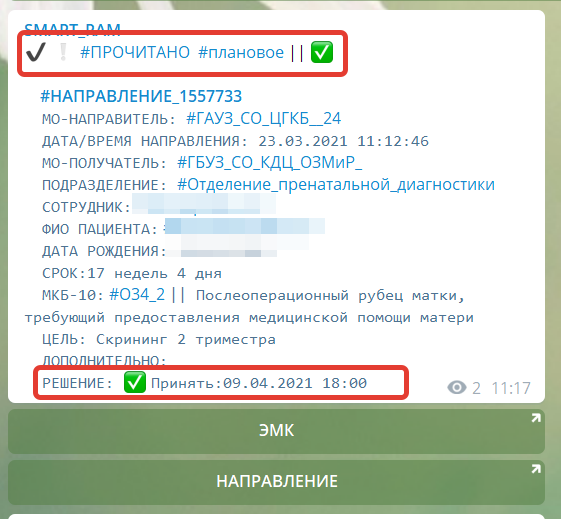 SMART_RAM
✔ ❕ #ПРОЧИТАНО #плановое || ✅
#НАПРАВЛЕНИЕ_1557733
МО-НАПРАВИТЕЛЬ: #ГАУЗ_СО_ЦГКБ__24
ДАТА/ВРЕМЯ НАПРАВЛЕНИЯ: 23.03.2021 11:12:46
МО-ПОЛУЧАТЕЛЬ: #ГБУЗ_СО_КДЦ_ОЗМиР_
ПОДРАЗДЕЛЕНИЕ: #Отделение_пренатальной_диагностики
СОТРУДНИК:
ФИО ПАЦИЕНТА:
ДАТА РОЖДЕНИЯ:
СРОК:17 недель 4 дня
МКБ-10: #O34_2 || Послеоперационный рубец матки,
требующий предоставления медицинской помощи матери
ЦЕЛЬ: Скрининг 2 триместра
ДОПОЛНИТЕЛЬНО:
РЕШЕНИЕ: ✅ Принять:09.04.2021 18:00
2 11:17
ЭМК
НАПРАВЛЕНИЕ